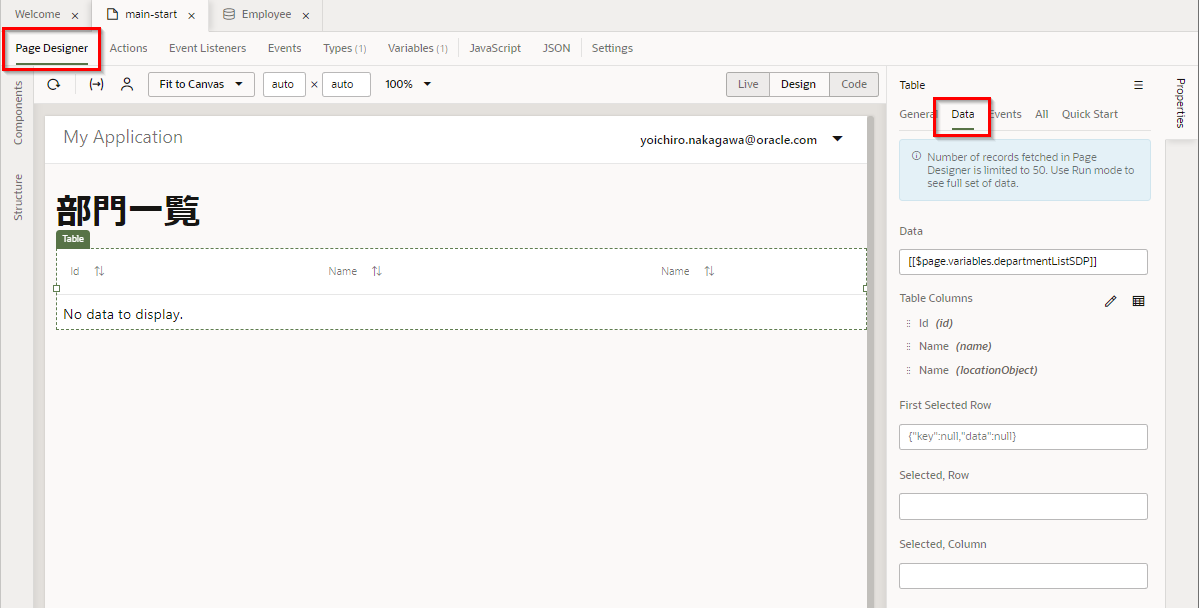 Welcome × main-start × Employee ×
Page Designer Actions Event Listeners Events Types (1) Variables (1) JavaScript JSON Settings
Fit to Canvas auto × auto 100% Live Design Code
Components
Structure
My Application
yoichiro.nakagawa@oracle.com
部門一覧
Table
Id Name Name
No data to display.
Table
General Data Events All Quick Start
Number of records fetched in Page
Designer is limited to 50. Use Run mode to
see full set of data.
Data
[[$page.variables.departmentListSDP]]
Table Columns
Id (id)
Name (name)
Name (locationObject)
First Selected Row
{"key":null,"data":null}
Selected, Row
Selected, Column
Properties